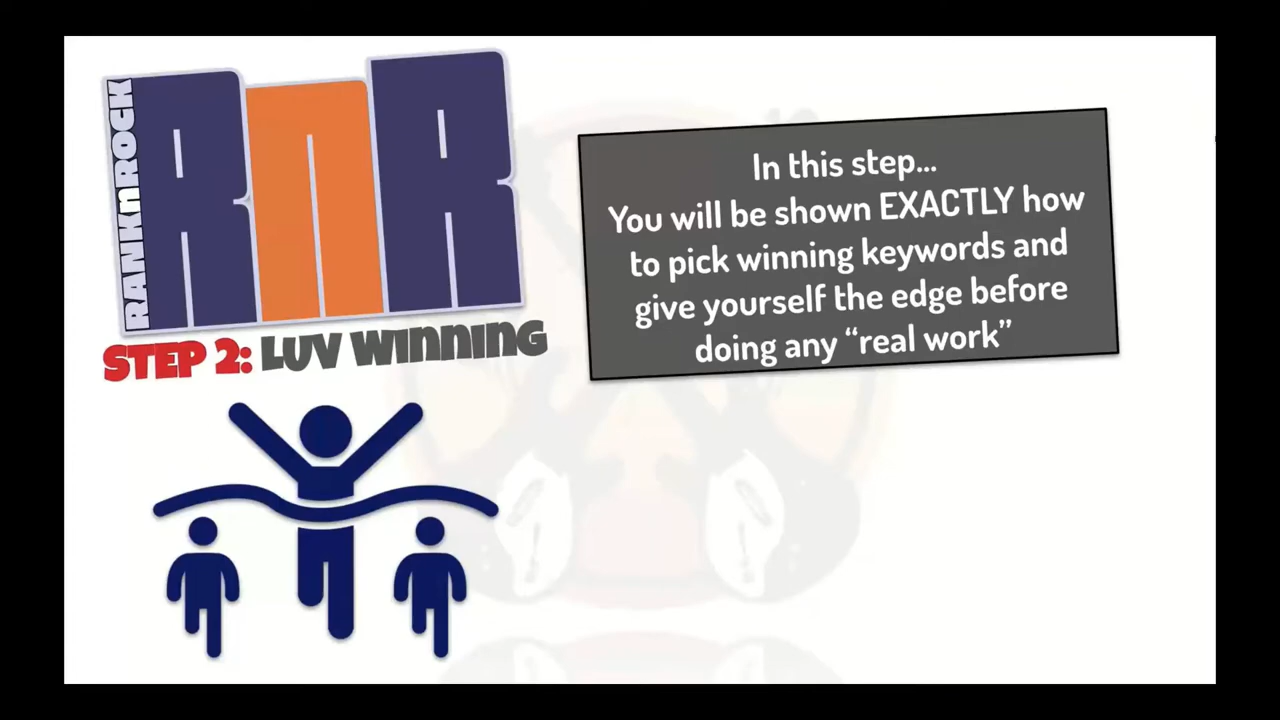 RANKnROCK
RnR
STEP 2: LUV WINNING
In this step...
You will be shown EXACTLY how
to pick winning keywords and
give yourself the edge before
doing any “real work”